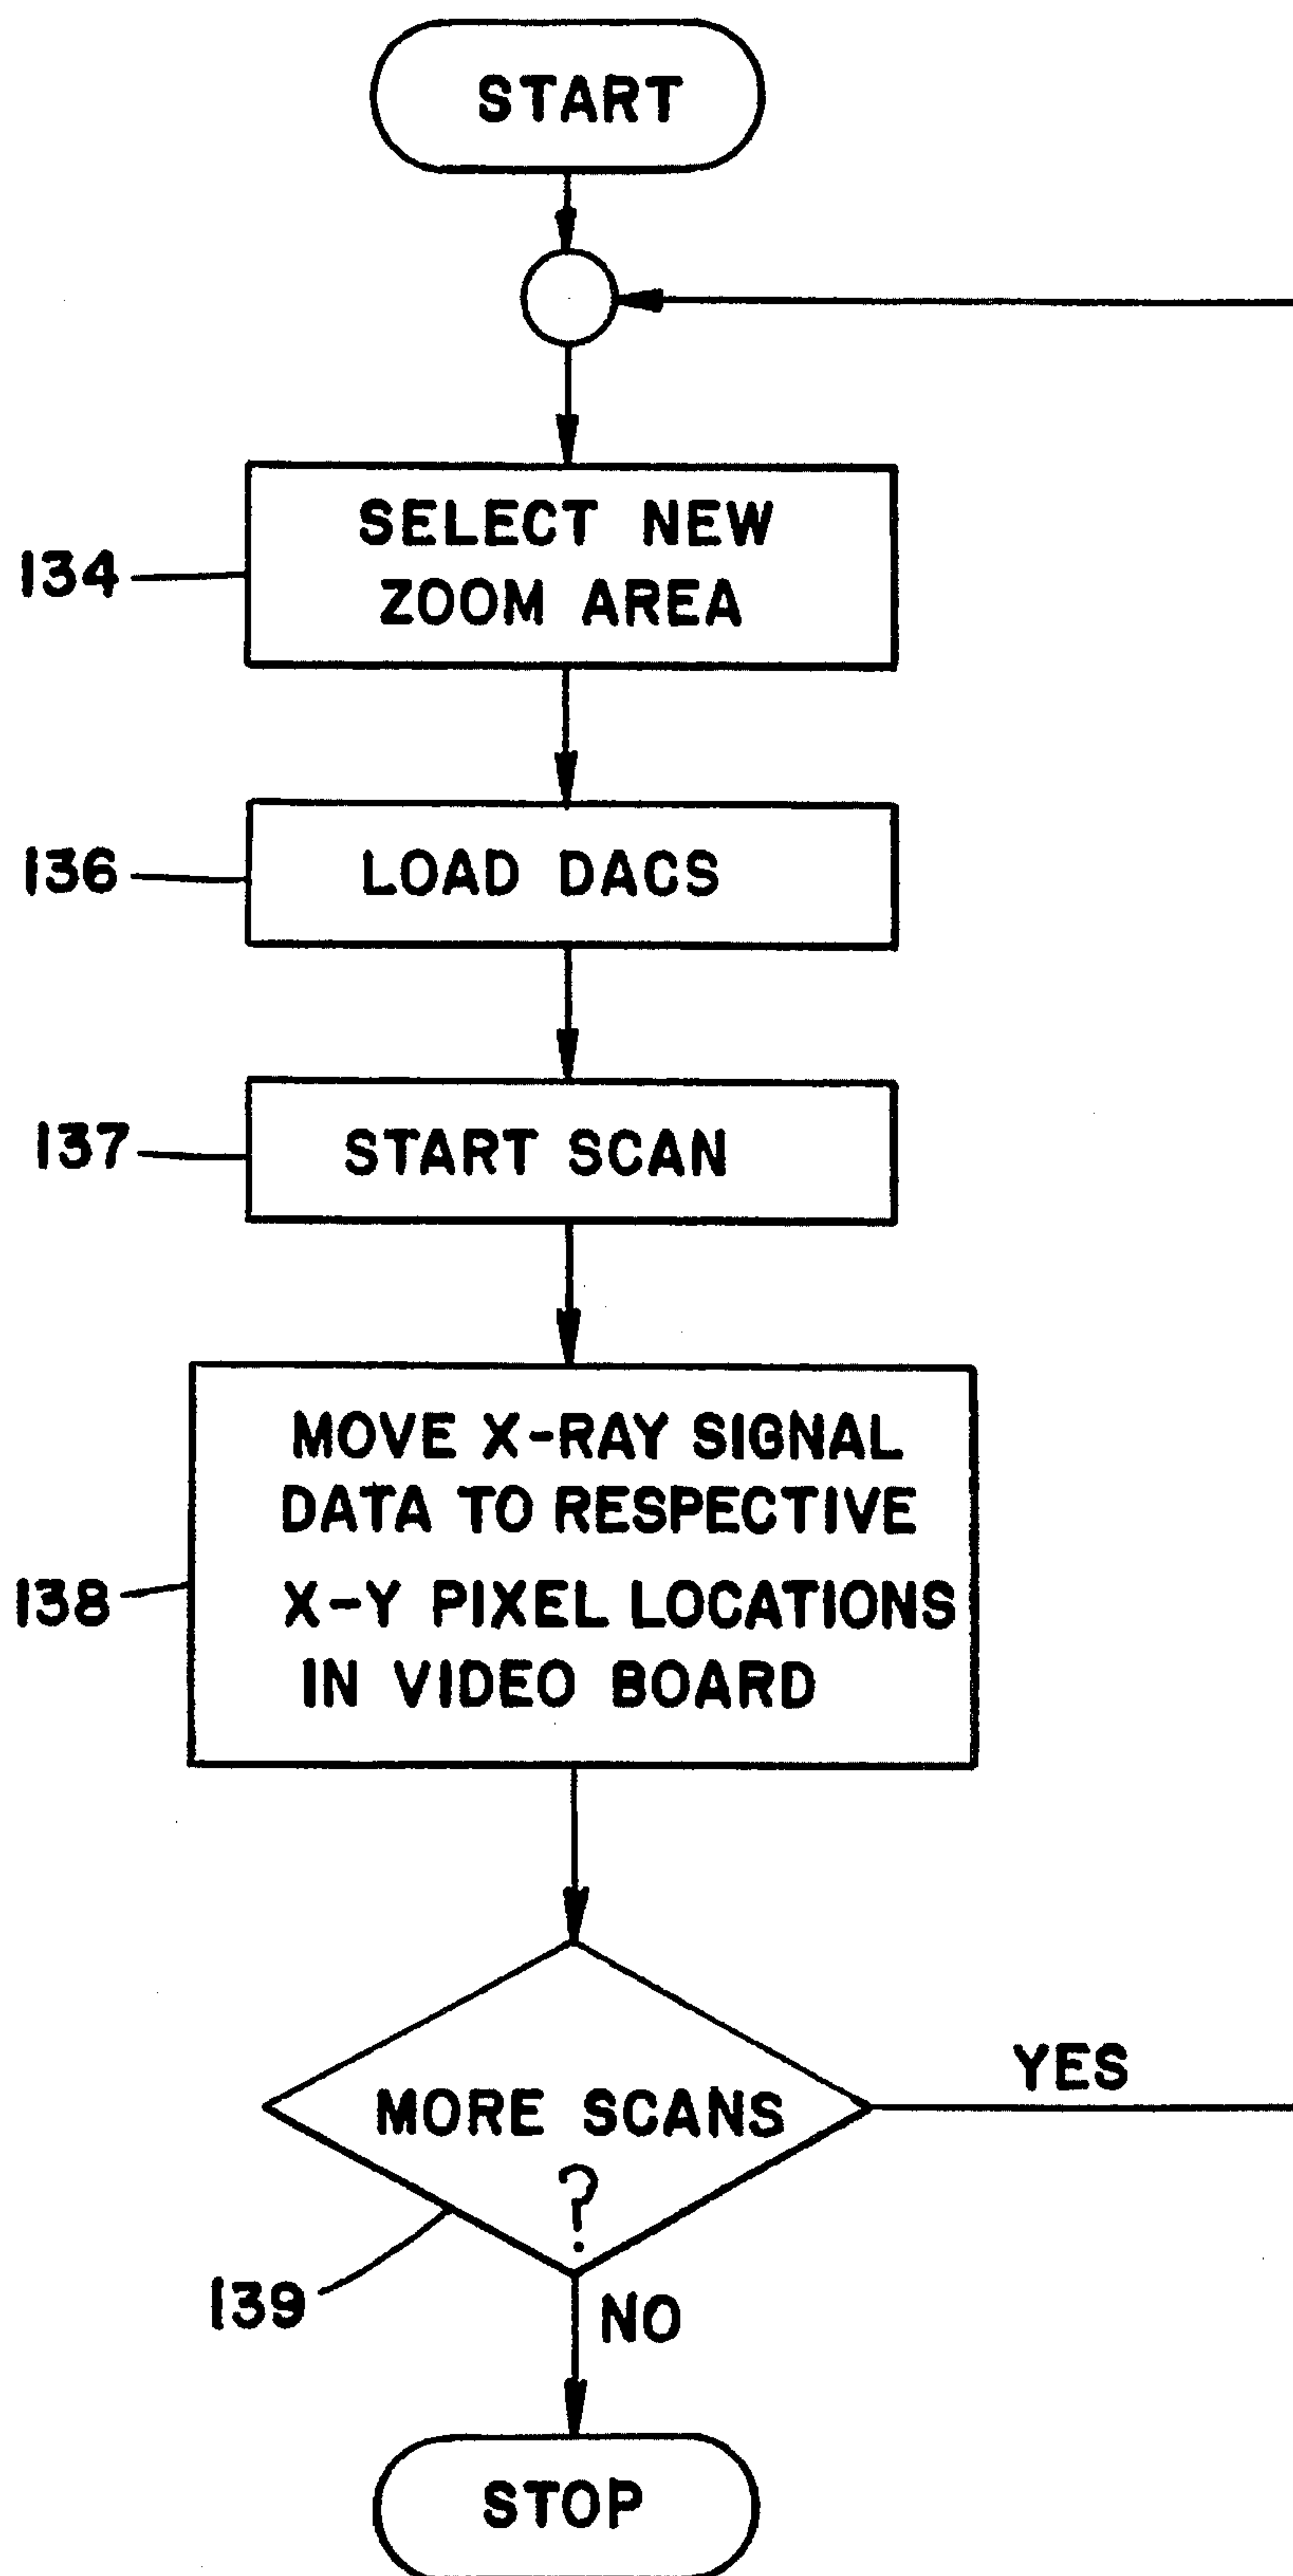 START
SELECT NEW
ZOOM AREA
134
LOAD DACS
136
START SCAN
137
MOVE X-RAY SIGNAL
DATA TO RESPECTIVE
X-Y PIXEL LOCATIONS
IN VIDEO BOARD
138
YES
MORE SCANS
?
139
NO
STOP